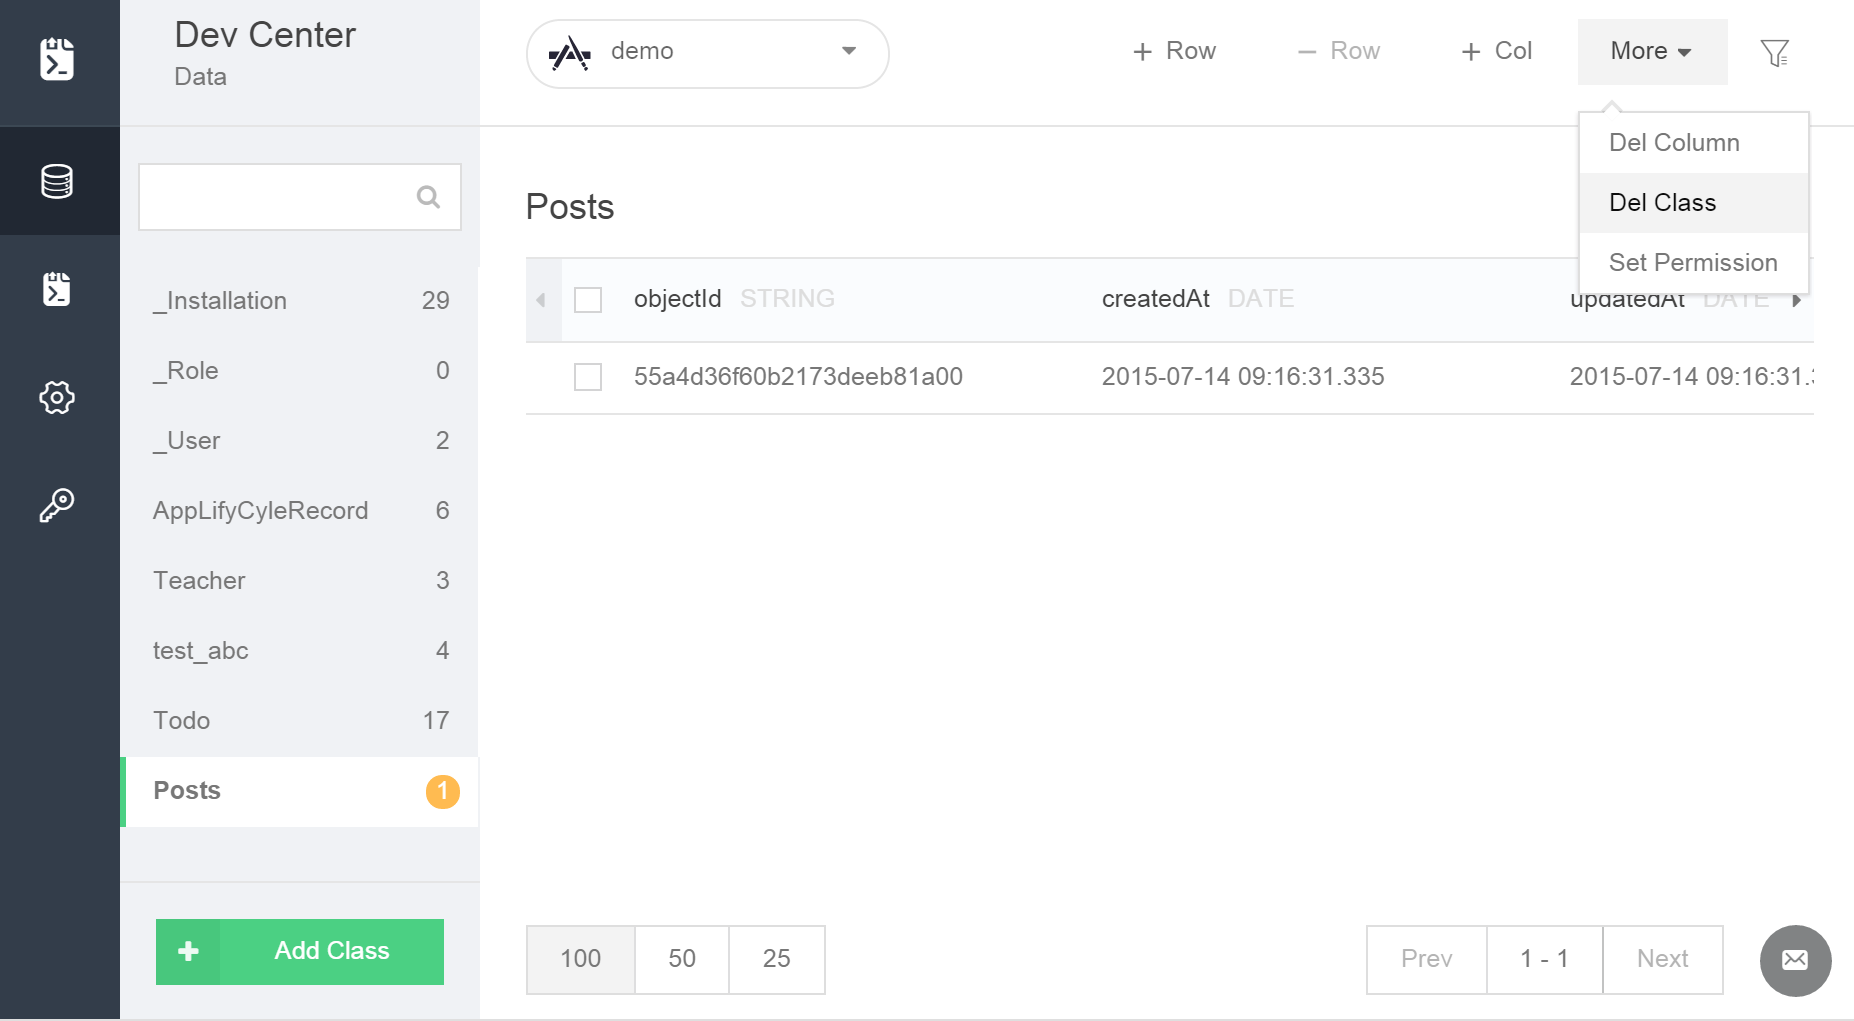 Dev Center
Data
demo
+ Row
− Row
+ Col
More
Del Column
Del Class
Set Permission
_Installation 29
_Role 0
_User 2
AppLifyCyleRecord 6
Teacher 3
test_abc 4
Todo 17
Posts 1
+ Add Class
Posts
objectId STRING createdAt DATE updatedAt DATE
55a4d36f60b2173deeb81a00 2015-07-14 09:16:31.335 2015-07-14 09:16:31.
100 50 25
Prev 1 - 1 Next